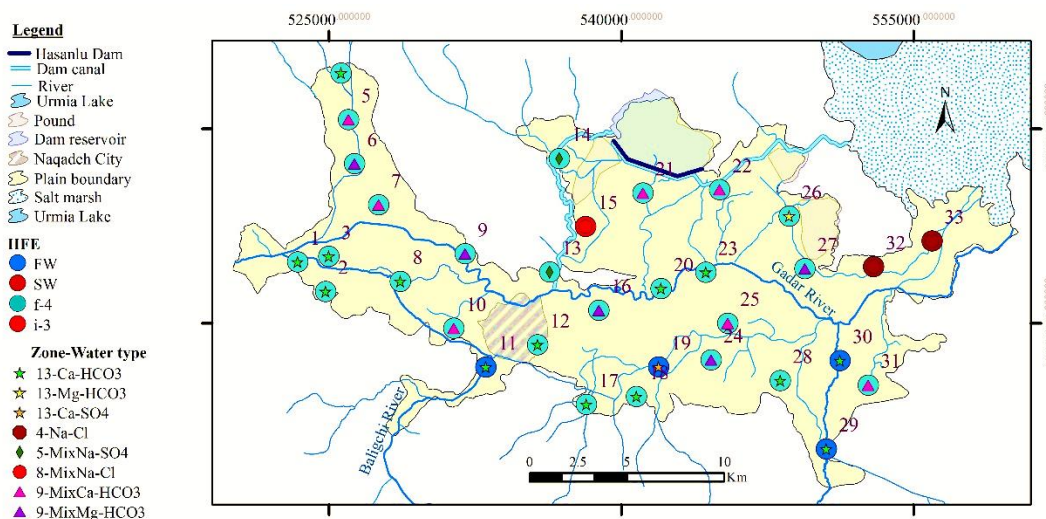 525000.000000
540000.000000
555000.000000
Legend
Hasanlu Dam
Dam canal
River
Urmia Lake
Pound
Dam reservoir
Naqadeh City
Plain boundary
Salt marsh
Urmia Lake
HFE
FW
SW
f-4
i-3
Zone-Water type
13-Ca-HCO3
13-Mg-HCO3
13-Ca-SO4
4-Na-Cl
5-MixNa-SO4
8-MixNa-Cl
9-MixCa-HCO3
9-MixMg-HCO3
N
5
6
7
14
21
22
15
26
33
9
13
23
27
32
1
3
2
8
16
20
Gadar River
10
12
25
30
11
19
24
28
31
17
18
29
Baligchi River
0
2.5
5
10
Km